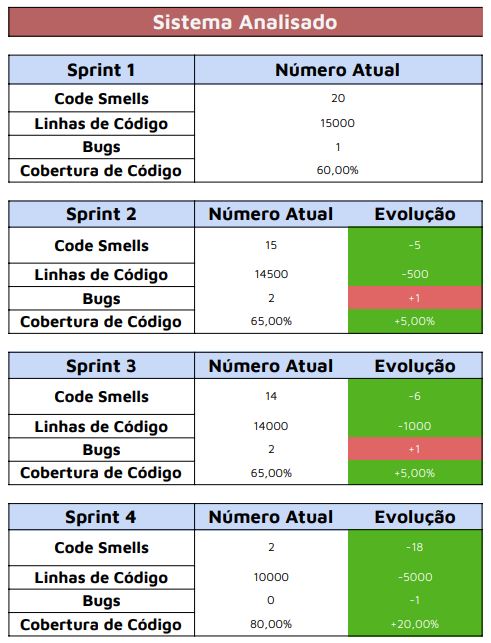 Sistema Analisado
Sprint 1 Número Atual
Code Smells 20
Linhas de Código 15000
Bugs 1
Cobertura de Código 60,00%
Sprint 2 Número Atual Evolução
Code Smells 15 -5
Linhas de Código 14500 -500
Bugs 2 +1
Cobertura de Código 65,00% +5,00%
Sprint 3 Número Atual Evolução
Code Smells 14 -6
Linhas de Código 14000 -1000
Bugs 2 +1
Cobertura de Código 65,00% +5,00%
Sprint 4 Número Atual Evolução
Code Smells 2 -18
Linhas de Código 10000 -5000
Bugs 0 -1
Cobertura de Código 80,00% +20,00%